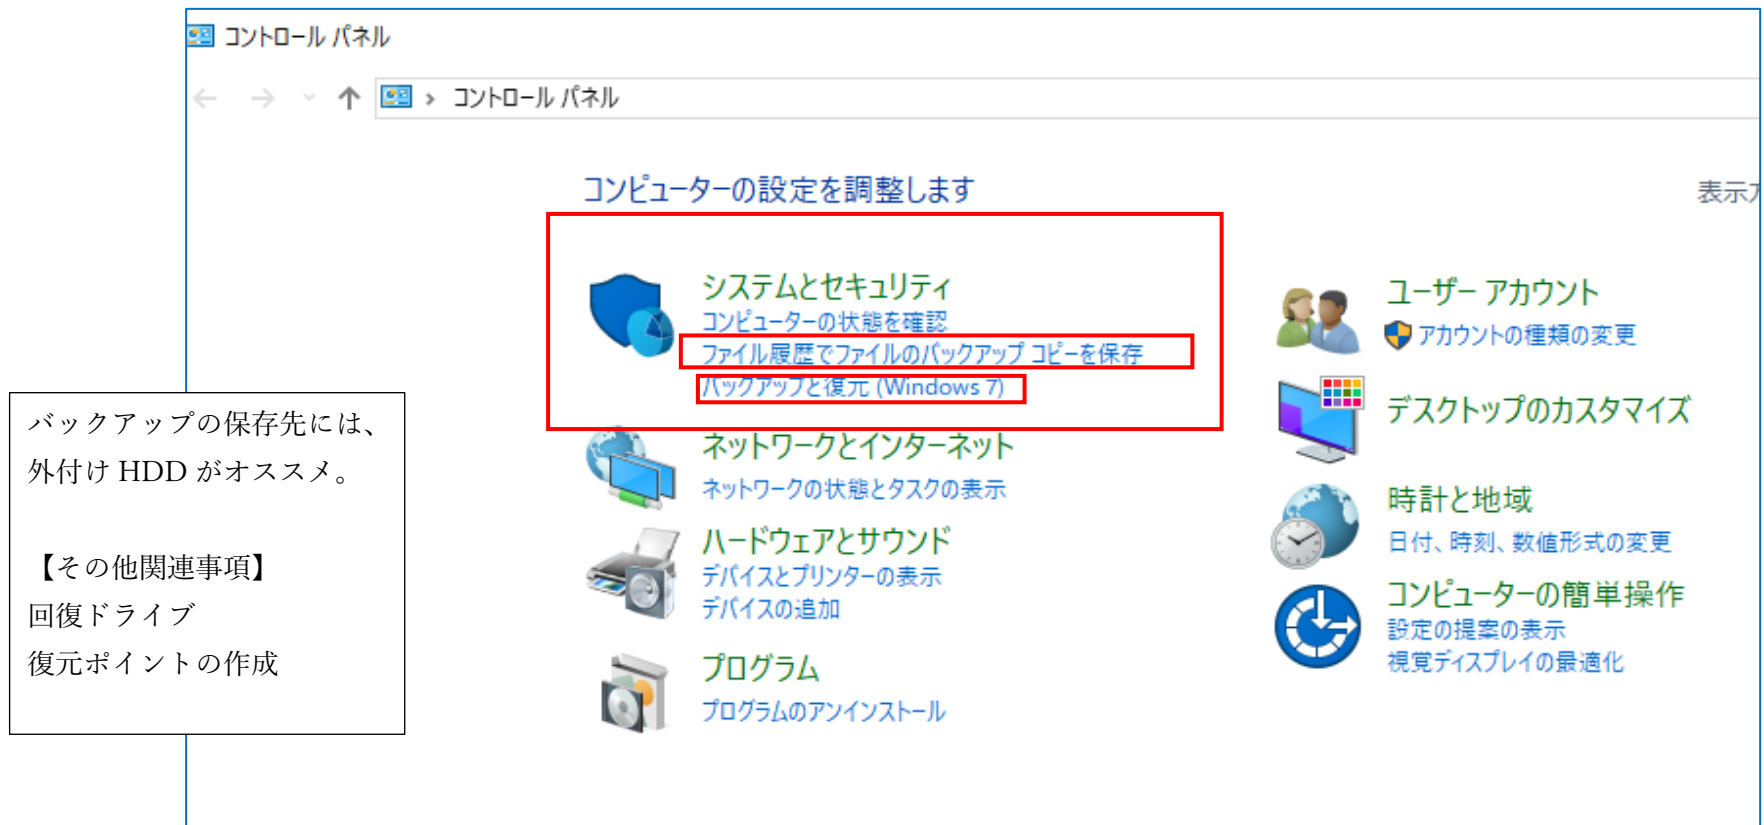 コントロール パネル
コントロール パネル
コンピューターの設定を調整します
表示
システムとセキュリティ
コンピューターの状態を確認
ファイル履歴でファイルのバックアップ コピーを保存
バックアップと復元 (Windows 7)
ネットワークとインターネット
ネットワークの状態とタスクの表示
ハードウェアとサウンド
デバイスとプリンターの表示
デバイスの追加
プログラム
プログラムのアンインストール
ユーザー アカウント
アカウントの種類の変更
デスクトップのカスタマイズ
時計と地域
日付、時刻、数値形式の変更
コンピューターの簡単操作
設定の提案の表示
視覚ディスプレイの最適化
バックアップの保存先には、
外付け HDD がオススメ。
【その他関連事項】
回復ドライブ
復元ポイントの作成